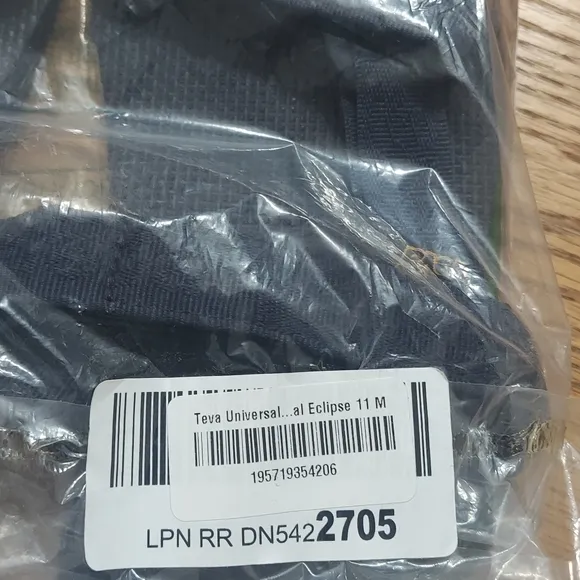 Teva Universal...al Eclipse 11 M
195719354206
LPN RR DN5422705